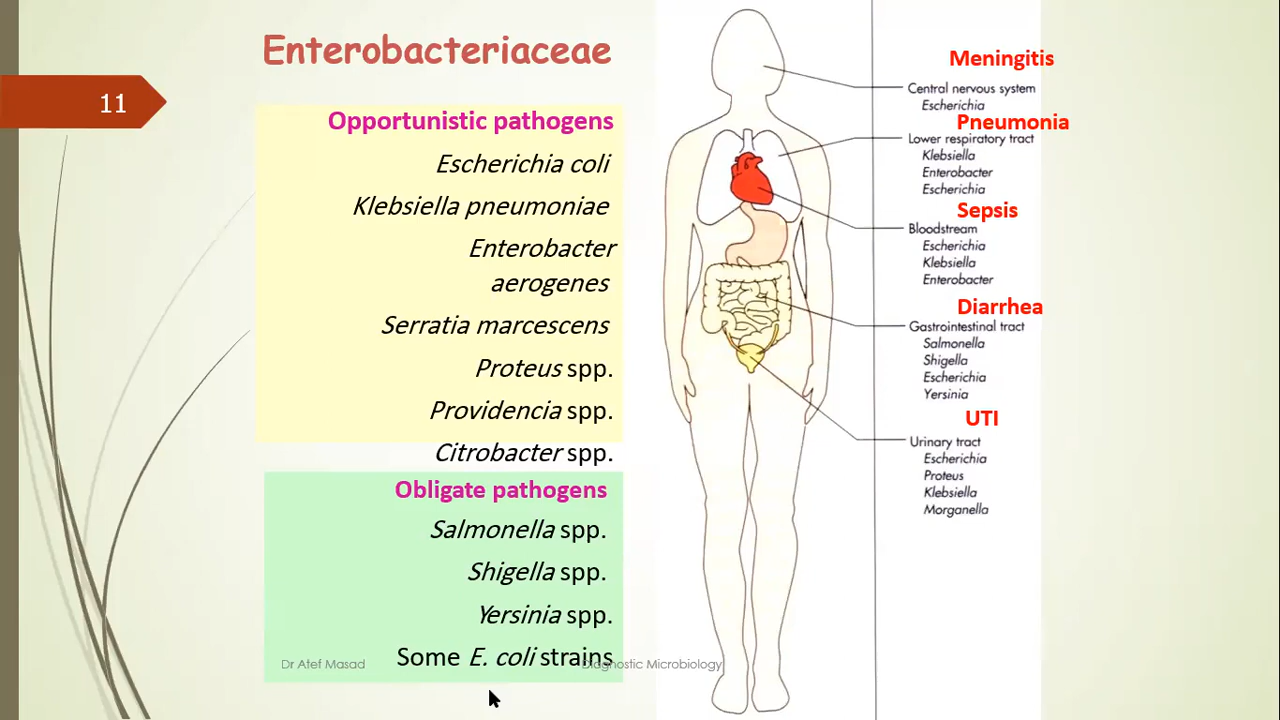 Enterobacteriaceae
11
Opportunistic pathogens
Escherichia coli
Klebsiella pneumoniae
Enterobacter
aerogenes
Serratia marcescens
Proteus spp.
Providencia spp.
Citrobacter spp.
Obligate pathogens
Salmonella spp.
Shigella spp.
Yersinia spp.
Some E. coli strains
Meningitis
Central nervous system
Escherichia
Pneumonia
Lower respiratory tract
Klebsiella
Enterobacter
Escherichia
Sepsis
Bloodstream
Escherichia
Klebsiella
Enterobacter
Diarrhea
Gastrointestinal tract
Salmonella
Shigella
Escherichia
Yersinia
UTI
Urinary tract
Escherichia
Proteus
Klebsiella
Morganella
Dr Atef Masad
Diagnostic Microbiology